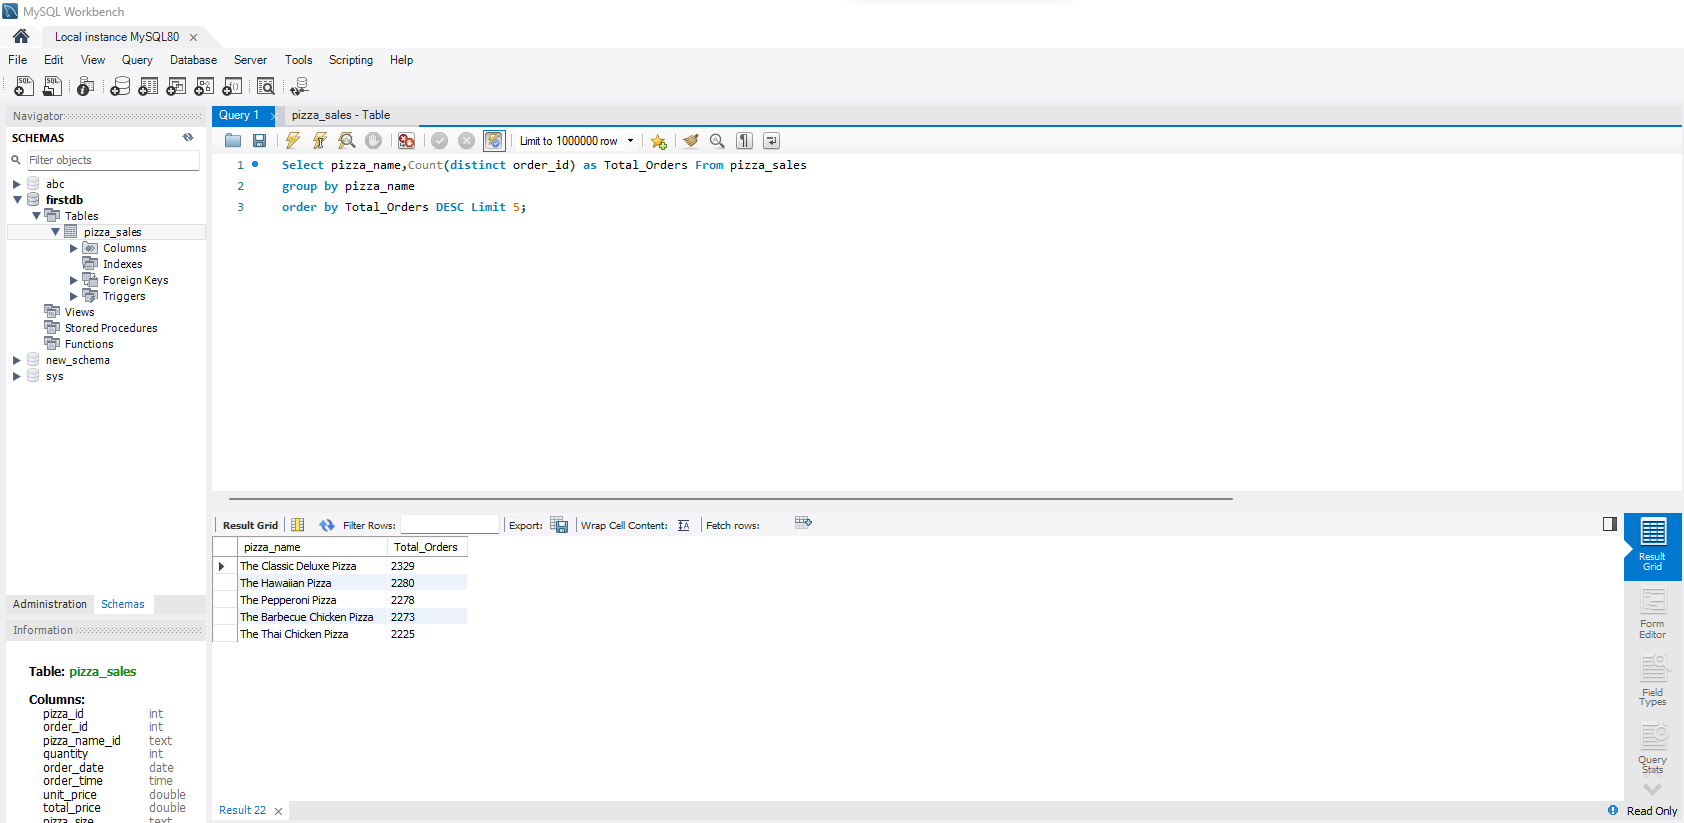 MySQL Workbench
Local instance MySQL80
File Edit View Query Database Server Tools Scripting Help
Navigator
SCHEMAS
Filter objects
abc
firstdb
Tables
pizza_sales
Columns
Indexes
Foreign Keys
Triggers
Views
Stored Procedures
Functions
new_schema
sys
Administration Schemas
Information
Table: pizza_sales
Columns:
pizza_id int
order_id int
pizza_name_id text
quantity int
order_date date
order_time time
unit_price double
total_price double
pizza_size text
Query 1 pizza_sales - Table
Limit to 1000000 row
1 Select pizza_name,Count(distinct order_id) as Total_Orders From pizza_sales
2 group by pizza_name
3 order by Total_Orders DESC Limit 5;
Result Grid Filter Rows: Export: Wrap Cell Content: Fetch rows:
pizza_name Total_Orders
The Classic Deluxe Pizza 2329
The Hawaiian Pizza 2280
The Pepperoni Pizza 2278
The Barbecue Chicken Pizza 2273
The Thai Chicken Pizza 2225
Result
Grid
Form
Editor
Field
Types
Query
Stats
Result 22
Read Only